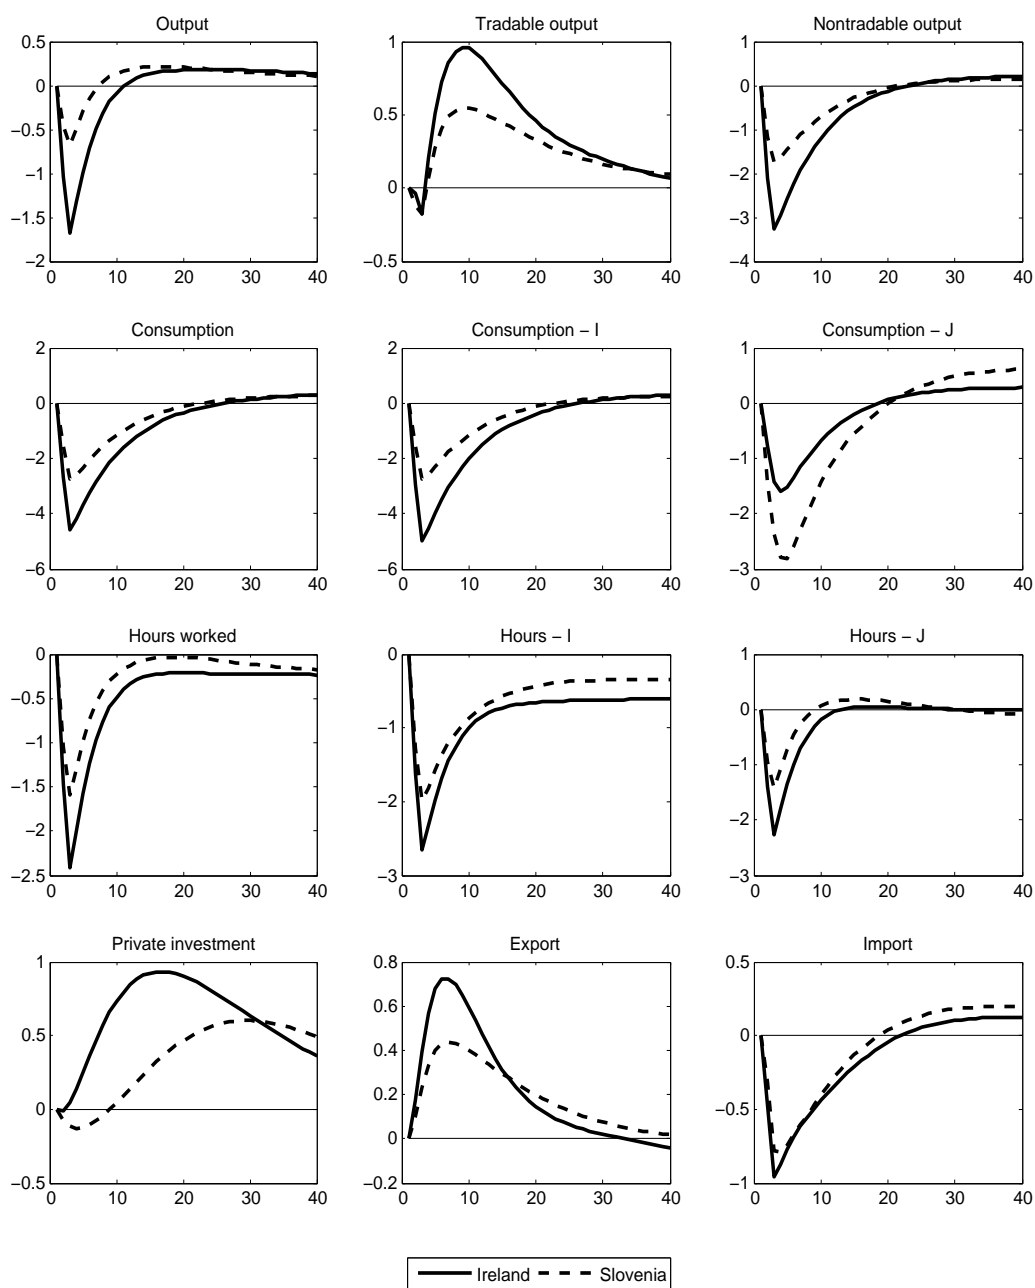 Output
Tradable output
Nontradable output
0.5
0
−0.5
−1
−1.5
−2
0 10 20 30 40
1
0.5
0
−0.5
0 10 20 30 40
1
0
−1
−2
−3
−4
0 10 20 30 40
Consumption
Consumption − I
Consumption − J
2
0
−2
−4
−6
0 10 20 30 40
2
0
−2
−4
−6
0 10 20 30 40
1
0
−1
−2
−3
0 10 20 30 40
Hours worked
Hours − I
Hours − J
0
−0.5
−1
−1.5
−2
−2.5
0 10 20 30 40
0
−1
−2
−3
0 10 20 30 40
1
0
−1
−2
−3
0 10 20 30 40
Private investment
Export
Import
1
0.5
0
−0.5
0 10 20 30 40
0.8
0.6
0.4
0.2
0
−0.2
0 10 20 30 40
0.5
0
−0.5
−1
0 10 20 30 40
Ireland Slovenia